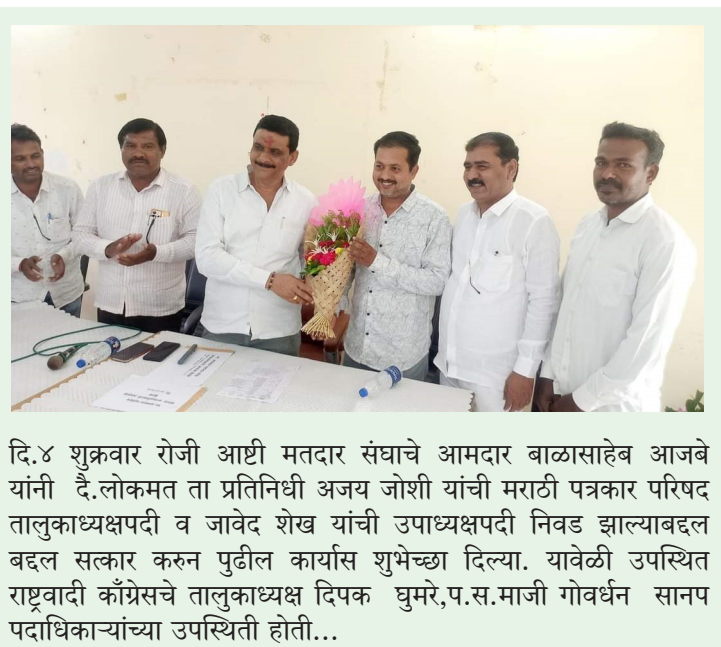 दि.४ शुक्रवार रोजी आष्टी मतदार संघाचे आमदार बाळासाहेब आजबे
यांनी दै.लोकमत ता प्रतिनिधी अजय जोशी यांची मराठी पत्रकार परिषद
तालुकाध्यक्षपदी व जावेद शेख यांची उपाध्यक्षपदी निवड झाल्याबद्दल
बद्दल सत्कार करुन पुढील कार्यास शुभेच्छा दिल्या. यावेळी उपस्थित
राष्ट्रवादी काँग्रेसचे तालुकाध्यक्ष दिपक घुमरे,प.स.माजी गोवर्धन सानप
पदाधिकाऱ्यांच्या उपस्थिती होती...